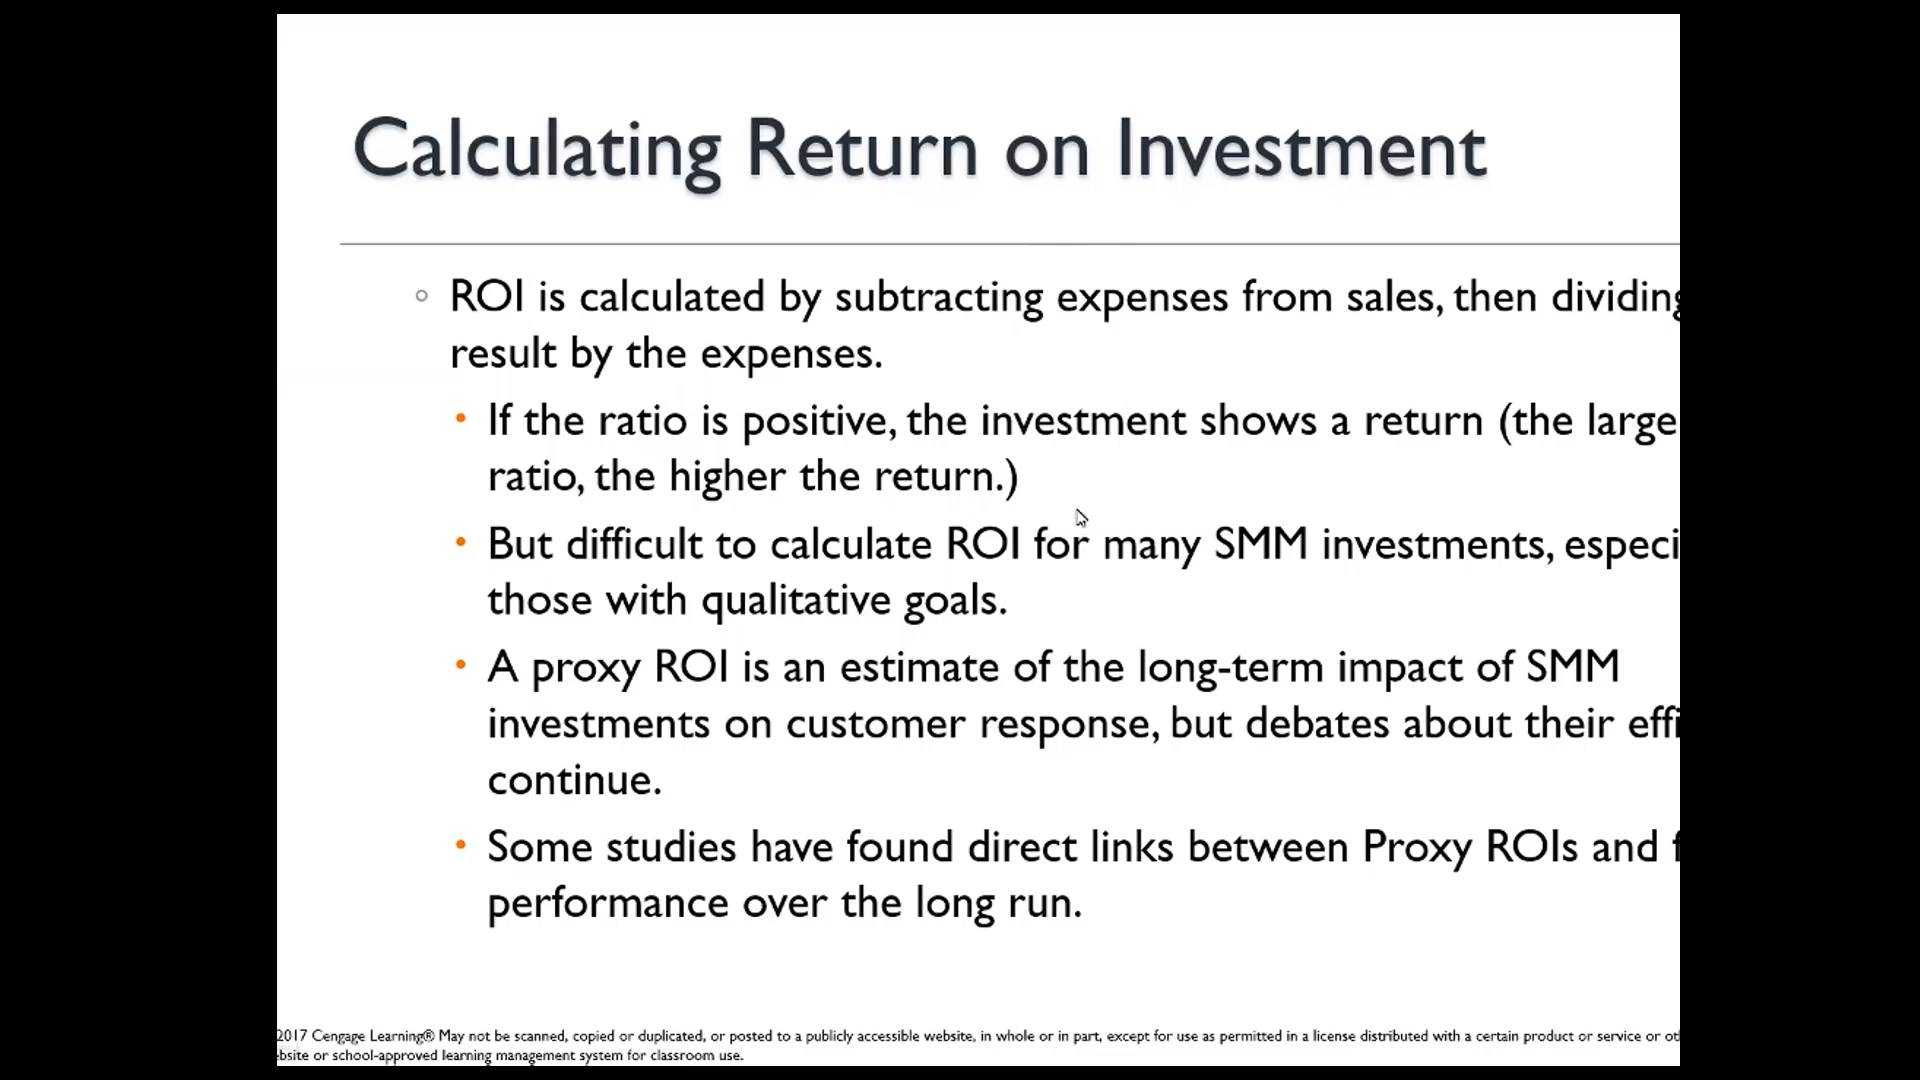 Calculating Return on Investment
ROI is calculated by subtracting expenses from sales, then dividing
result by the expenses.
If the ratio is positive, the investment shows a return (the large
ratio, the higher the return.)
But difficult to calculate ROI for many SMM investments, especi
those with qualitative goals.
A proxy ROI is an estimate of the long-term impact of SMM
investments on customer response, but debates about their effi
continue.
Some studies have found direct links between Proxy ROIs and f
performance over the long run.
2017 Cengage Learning® May not be scanned, copied or duplicated, or posted to a publicly accessible website, in whole or in part, except for use as permitted in a license distributed with a certain product or service or ot
bsite or school-approved learning management system for classroom use.